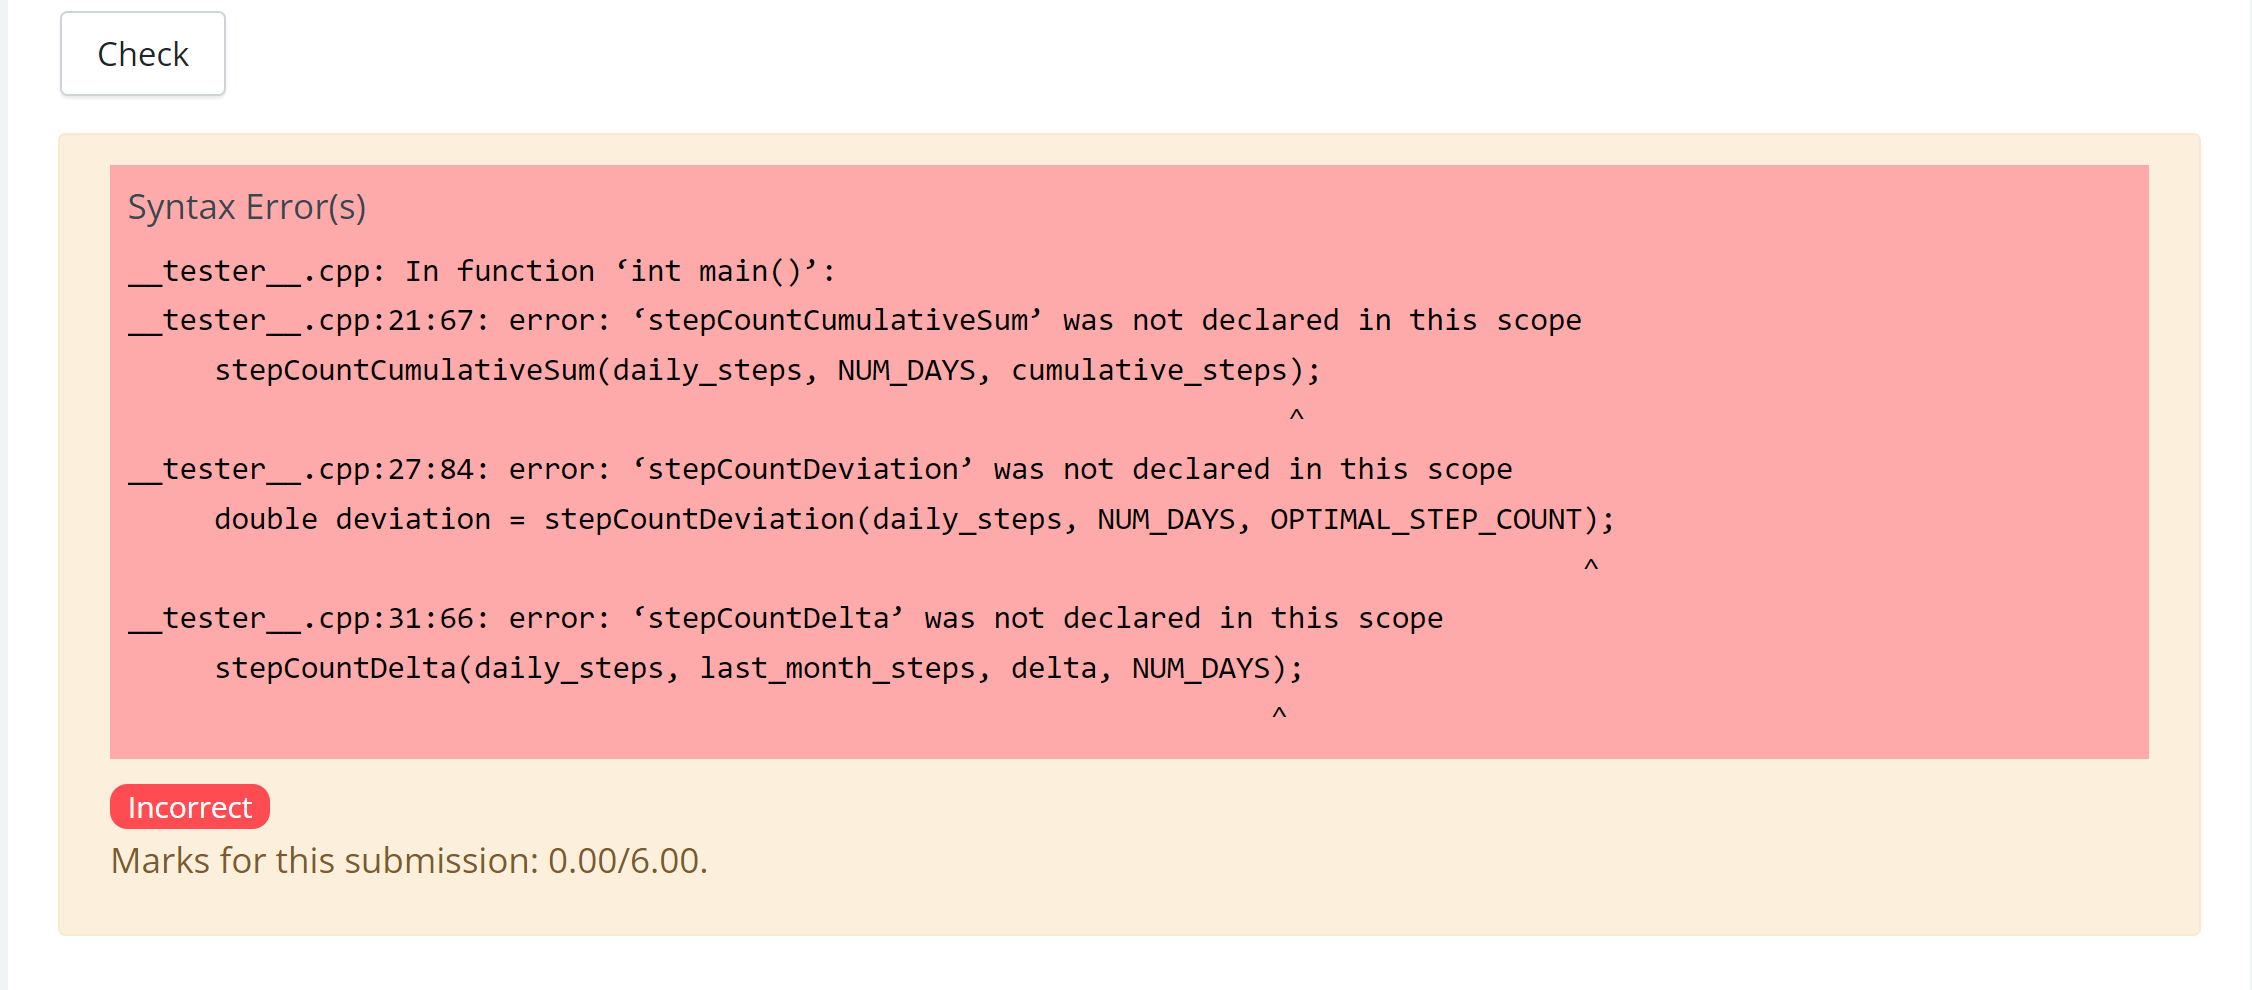 Check
Syntax Error(s)
__tester__.cpp: In function ‘int main()’:
__tester__.cpp:21:67: error: ‘stepCountCumulativeSum’ was not declared in this scope
     stepCountCumulativeSum(daily_steps, NUM_DAYS, cumulative_steps);
                                                                   ^
__tester__.cpp:27:84: error: ‘stepCountDeviation’ was not declared in this scope
     double deviation = stepCountDeviation(daily_steps, NUM_DAYS, OPTIMAL_STEP_COUNT);
                                                                                    ^
__tester__.cpp:31:66: error: ‘stepCountDelta’ was not declared in this scope
     stepCountDelta(daily_steps, last_month_steps, delta, NUM_DAYS);
                                                                  ^
Incorrect
Marks for this submission: 0.00/6.00.